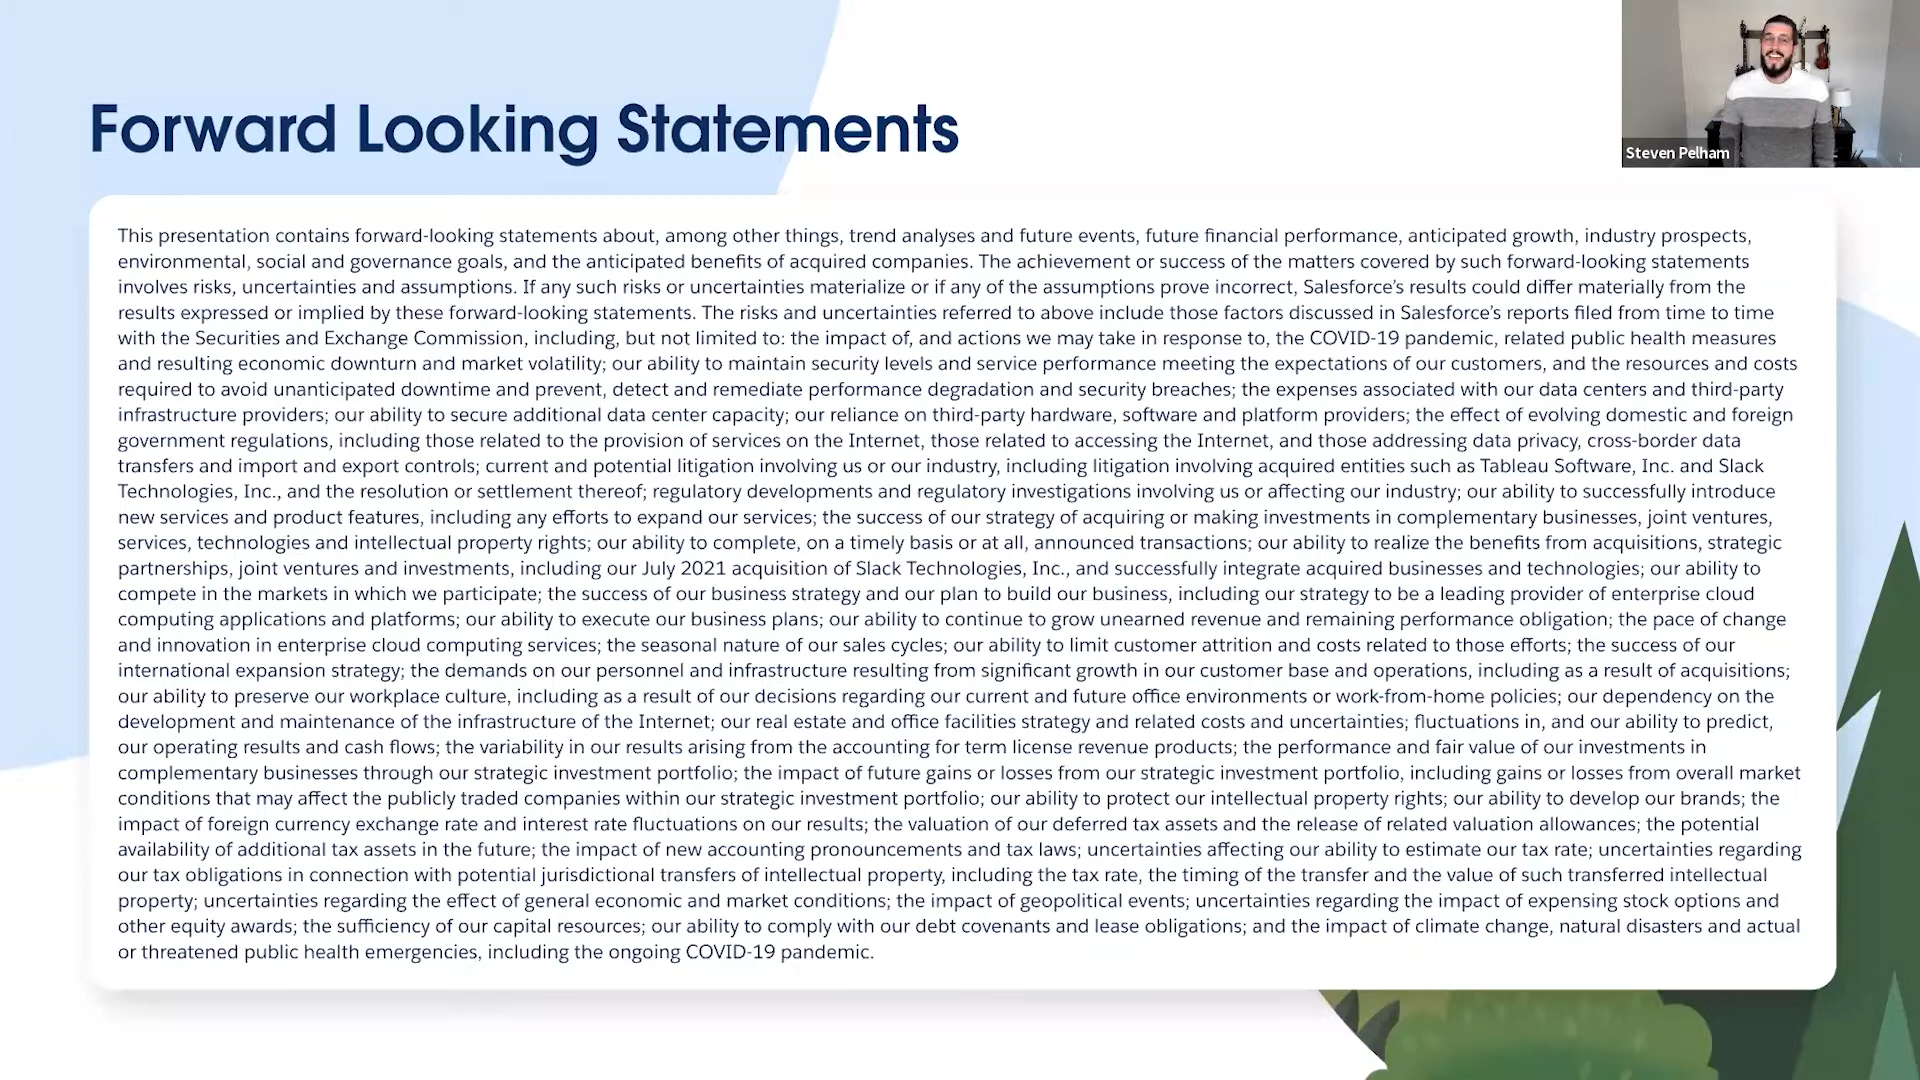 Forward Looking Statements
Steven Pelham
This presentation contains forward-looking statements about, among other things, trend analyses and future events, future financial performance, anticipated growth, industry prospects,
environmental, social and governance goals, and the anticipated benefits of acquired companies. The achievement or success of the matters covered by such forward-looking statements
involves risks, uncertainties and assumptions. If any such risks or uncertainties materialize or if any of the assumptions prove incorrect, Salesforce’s results could differ materially from the
results expressed or implied by these forward-looking statements. The risks and uncertainties referred to above include those factors discussed in Salesforce’s reports filed from time to time
with the Securities and Exchange Commission, including, but not limited to: the impact of, and actions we may take in response to, the COVID-19 pandemic, related public health measures
and resulting economic downturn and market volatility; our ability to maintain security levels and service performance meeting the expectations of our customers, and the resources and costs
required to avoid unanticipated downtime and prevent, detect and remediate performance degradation and security breaches; the expenses associated with our data centers and third-party
infrastructure providers; our ability to secure additional data center capacity; our reliance on third-party hardware, software and platform providers; the effect of evolving domestic and foreign
government regulations, including those related to the provision of services on the Internet, those related to accessing the Internet, and those addressing data privacy, cross-border data
transfers and import and export controls; current and potential litigation involving us or our industry, including litigation involving acquired entities such as Tableau Software, Inc. and Slack
Technologies, Inc., and the resolution or settlement thereof; regulatory developments and regulatory investigations involving us or affecting our industry; our ability to successfully introduce
new services and product features, including any efforts to expand our services; the success of our strategy of acquiring or making investments in complementary businesses, joint ventures,
services, technologies and intellectual property rights; our ability to complete, on a timely basis or at all, announced transactions; our ability to realize the benefits from acquisitions, strategic
partnerships, joint ventures and investments, including our July 2021 acquisition of Slack Technologies, Inc., and successfully integrate acquired businesses and technologies; our ability to
compete in the markets in which we participate; the success of our business strategy and our plan to build our business, including our strategy to be a leading provider of enterprise cloud
computing applications and platforms; our ability to execute our business plans; our ability to continue to grow unearned revenue and remaining performance obligation; the pace of change
and innovation in enterprise cloud computing services; the seasonal nature of our sales cycles; our ability to limit customer attrition and costs related to those efforts; the success of our
international expansion strategy; the demands on our personnel and infrastructure resulting from significant growth in our customer base and operations, including as a result of acquisitions;
our ability to preserve our workplace culture, including as a result of our decisions regarding our current and future office environments or work-from-home policies; our dependency on the
development and maintenance of the infrastructure of the Internet; our real estate and office facilities strategy and related costs and uncertainties; fluctuations in, and our ability to predict,
our operating results and cash flows; the variability in our results arising from the accounting for term license revenue products; the performance and fair value of our investments in
complementary businesses through our strategic investment portfolio; the impact of future gains or losses from our strategic investment portfolio, including gains or losses from overall market
conditions that may affect the publicly traded companies within our strategic investment portfolio; our ability to protect our intellectual property rights; our ability to develop our brands; the
impact of foreign currency exchange rate and interest rate fluctuations on our results; the valuation of our deferred tax assets and the release of related valuation allowances; the potential
availability of additional tax assets in the future; the impact of new accounting pronouncements and tax laws; uncertainties affecting our ability to estimate our tax rate; uncertainties regarding
our tax obligations in connection with potential jurisdictional transfers of intellectual property, including the tax rate, the timing of the transfer and the value of such transferred intellectual
property; uncertainties regarding the effect of general economic and market conditions; the impact of geopolitical events; uncertainties regarding the impact of expensing stock options and
other equity awards; the sufficiency of our capital resources; our ability to comply with our debt covenants and lease obligations; and the impact of climate change, natural disasters and actual
or threatened public health emergencies, including the ongoing COVID-19 pandemic.